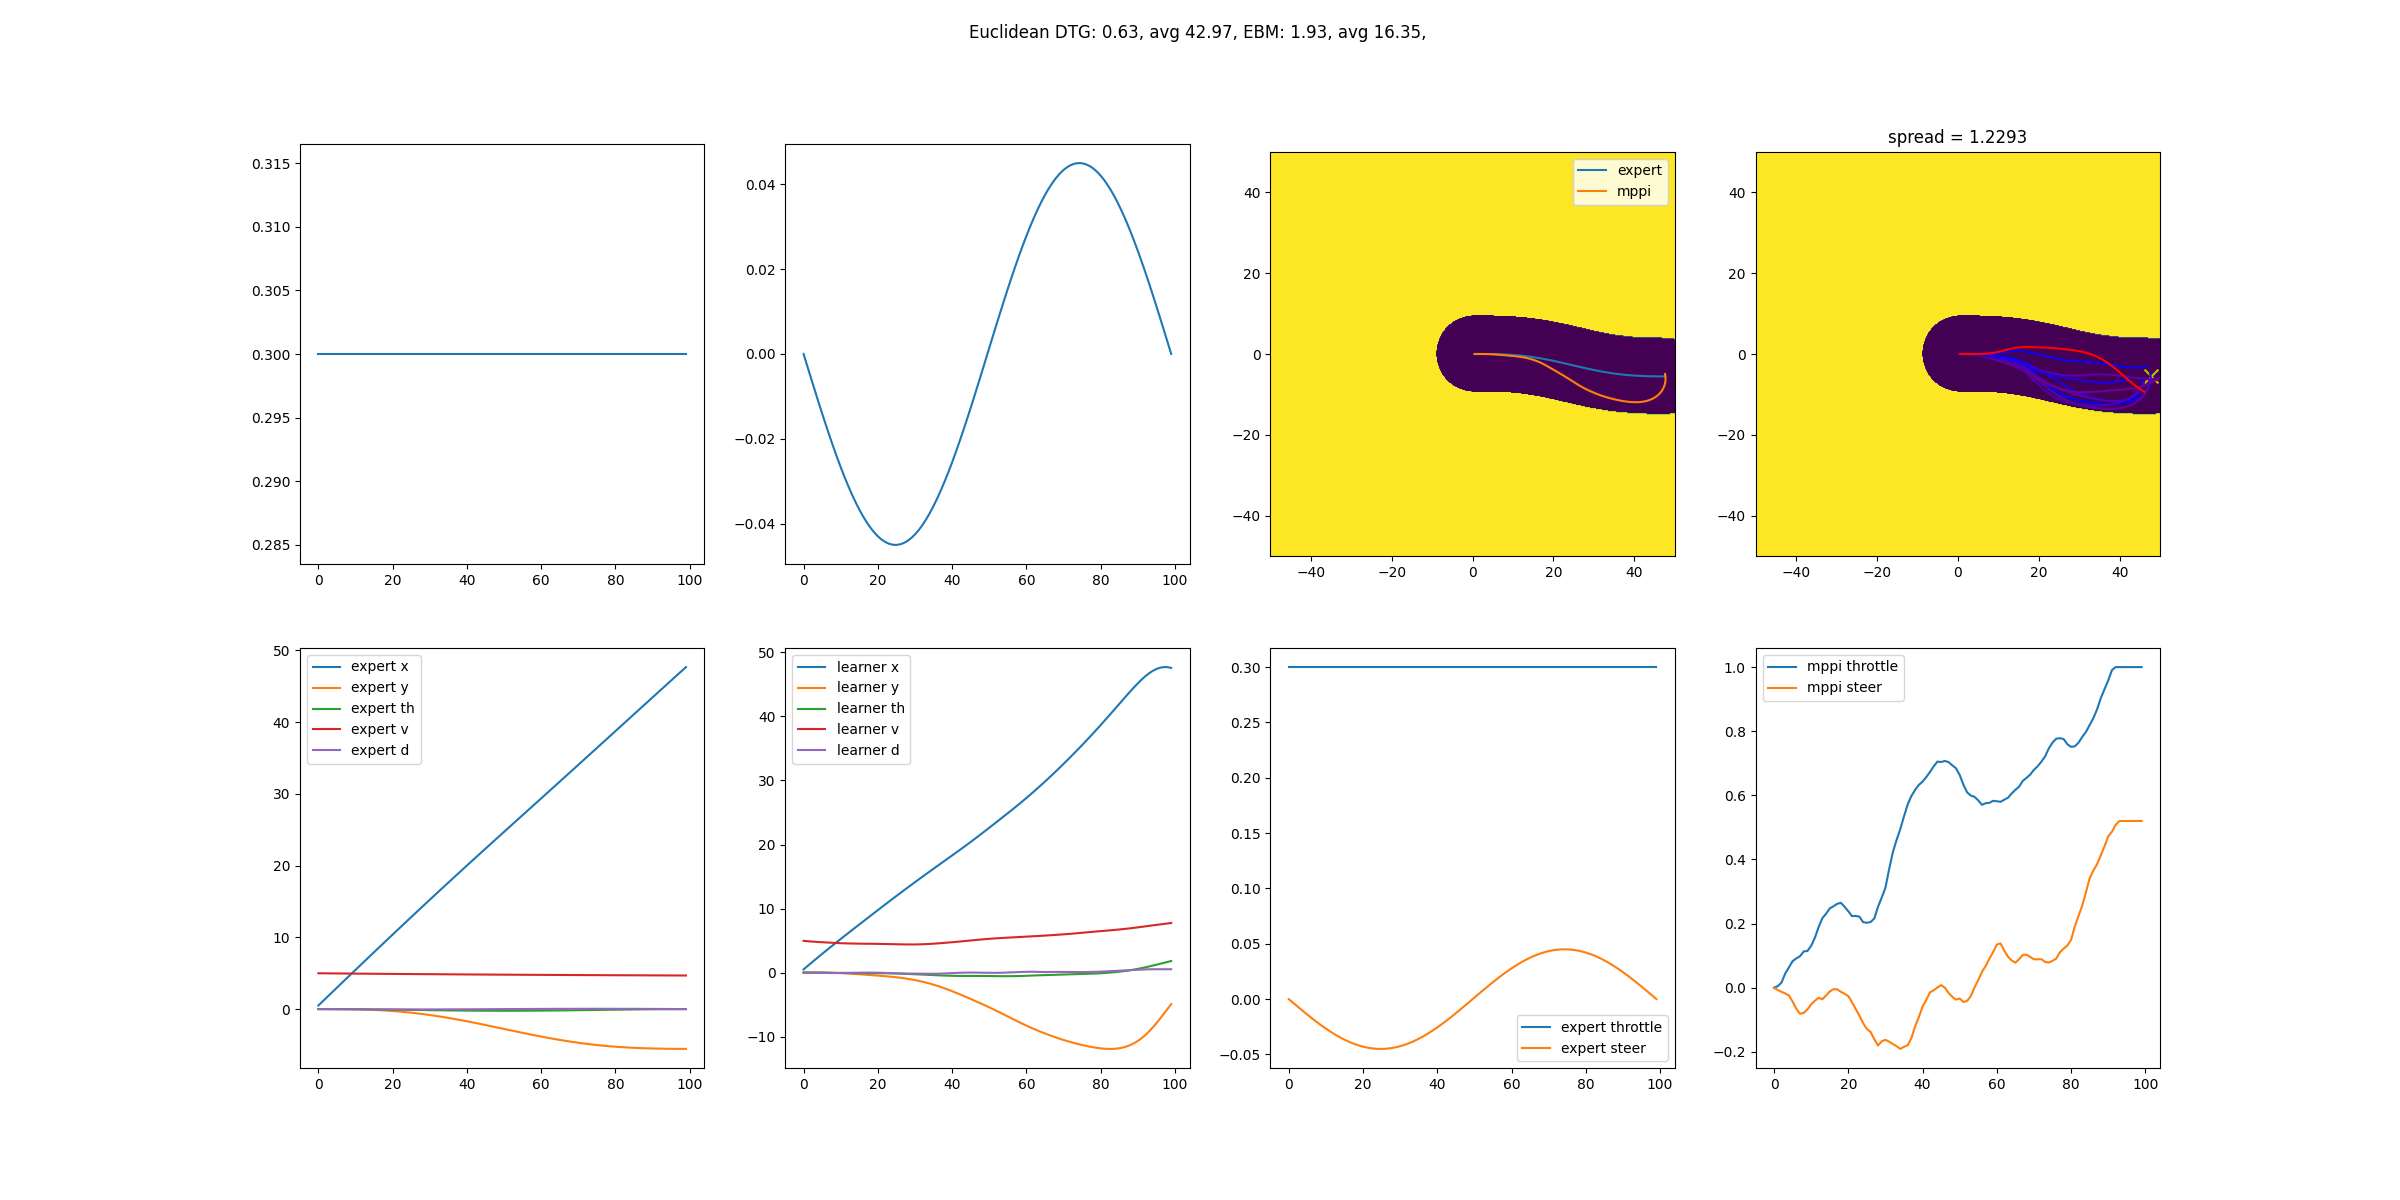 Euclidean DTG: 0.63, avg 42.97, EBM: 1.93, avg 16.35,
0.315
0.310
0.305
0.300
0.295
0.290
0.285
0 20 40 60 80 100
0.04
0.02
0.00
−0.02
−0.04
0 20 40 60 80 100
expert
mppi
40
20
0
−20
−40
−40 −20 0 20 40
spread = 1.2293
40
20
0
−20
−40
−40 −20 0 20 40
expert x
expert y
expert th
expert v
expert d
50
40
30
20
10
0
0 20 40 60 80 100
learner x
learner y
learner th
learner v
learner d
50
40
30
20
10
0
−10
0 20 40 60 80 100
0.30
0.25
0.20
0.15
0.10
0.05
0.00
−0.05
expert throttle
expert steer
0 20 40 60 80 100
mppi throttle
mppi steer
1.0
0.8
0.6
0.4
0.2
0.0
−0.2
0 20 40 60 80 100